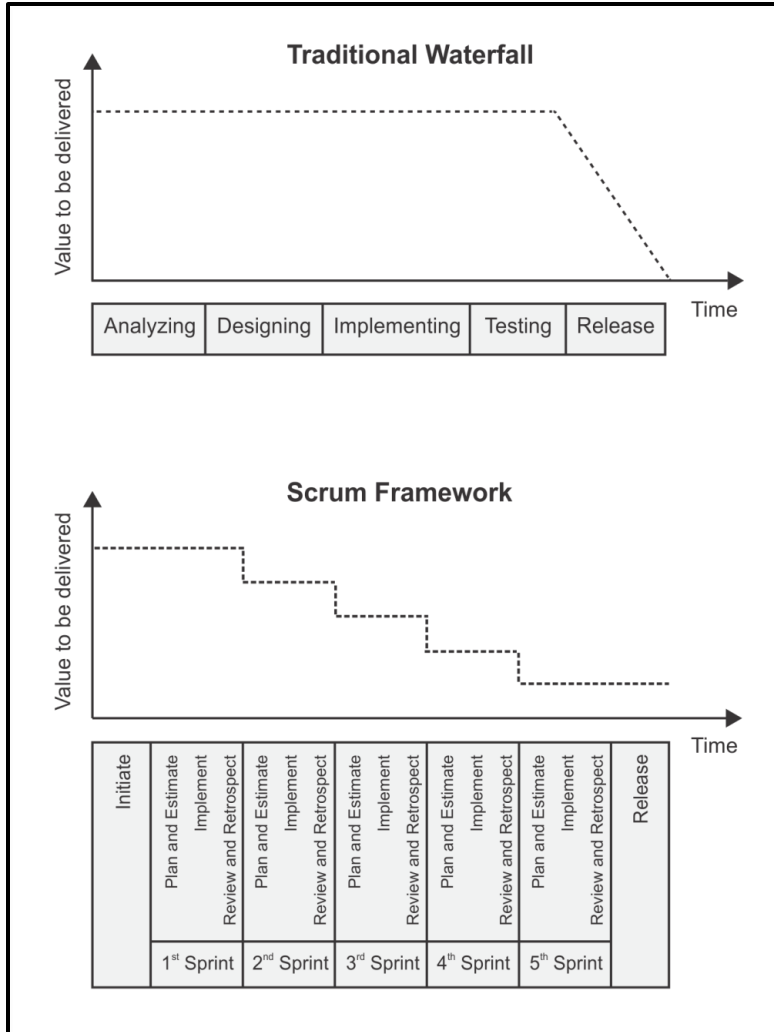 Traditional Waterfall
Value to be delivered
Time
Analyzing
Designing
Implementing
Testing
Release
Scrum Framework
Value to be delivered
Time
Initiate
Plan and Estimate
Implement
Review and Retrospect
Plan and Estimate
Implement
Review and Retrospect
Plan and Estimate
Implement
Review and Retrospect
Plan and Estimate
Implement
Review and Retrospect
Plan and Estimate
Implement
Review and Retrospect
Release
1st Sprint
2nd Sprint
3rd Sprint
4th Sprint
5th Sprint